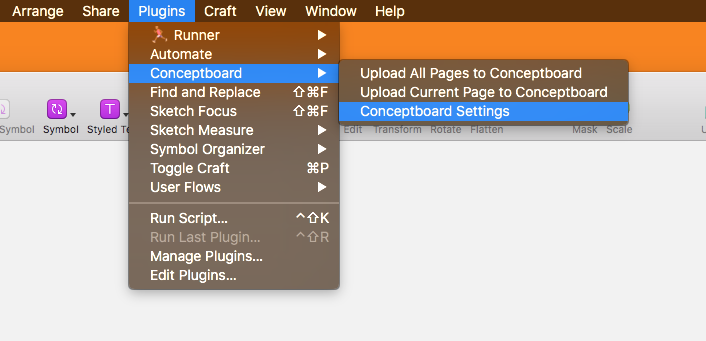 Arrange Share Plugins Craft View Window Help
Runner
Automate
Conceptboard
Upload All Pages to Conceptboard
Find and Replace ⇧⌘F
Upload Current Page to Conceptboard
Sketch Focus ⇧⌘F
Conceptboard Settings
Symbol Symbol Styled Te Sketch Measure Edit Transform Rotate Flatten Mask Scale
Symbol Organizer
Toggle Craft ⌘P
User Flows
Run Script... ^⇧K
Run Last Plugin... ^⇧R
Manage Plugins...
Edit Plugins...